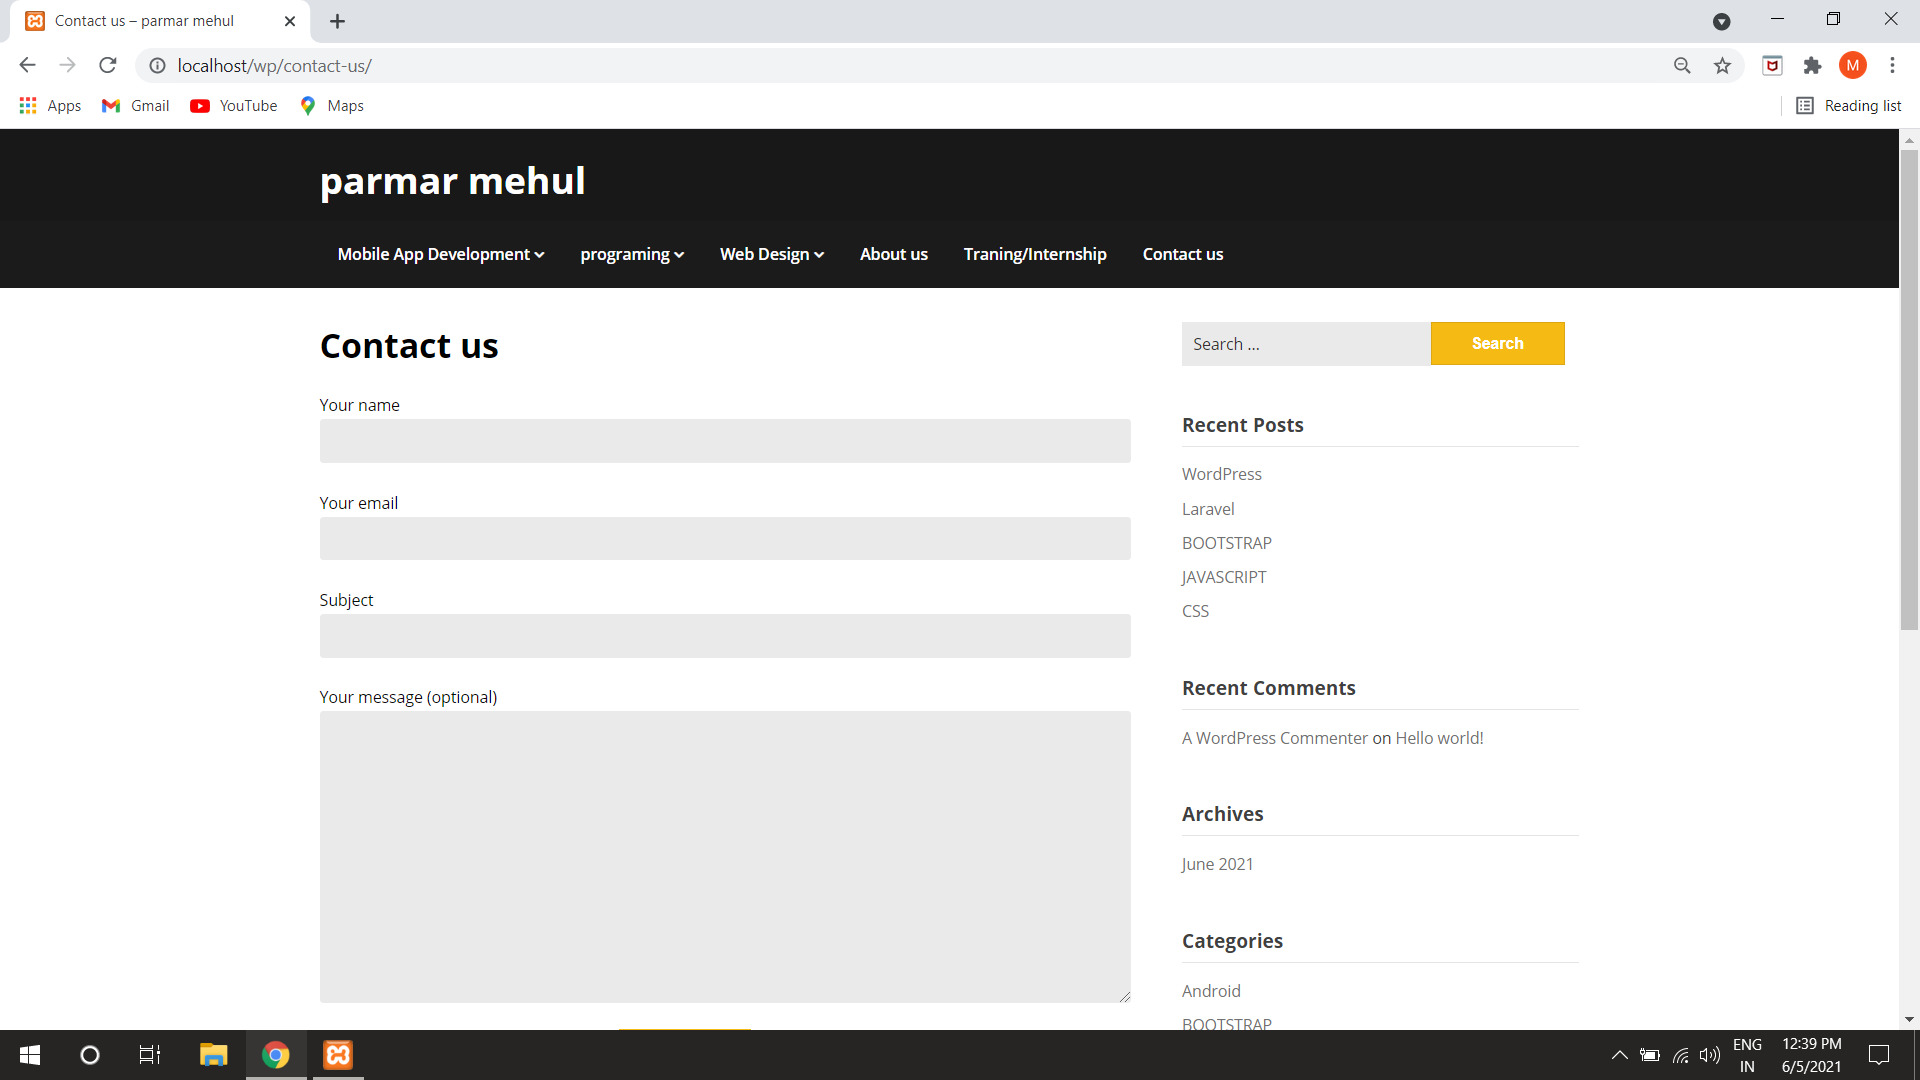 Contact us – parmar mehul
localhost/wp/contact-us/
M
Apps Gmail YouTube Maps Reading list
parmar mehul
Mobile App Development programing Web Design About us Traning/Internship Contact us
Contact us
Your name
Your email
Subject
Your message (optional)
Search ... Search
Recent Posts
WordPress
Laravel
BOOTSTRAP
JAVASCRIPT
CSS
Recent Comments
A WordPress Commenter on Hello world!
Archives
June 2021
Categories
Android
BOOTSTRAP
ENG
IN
12:39 PM
6/5/2021